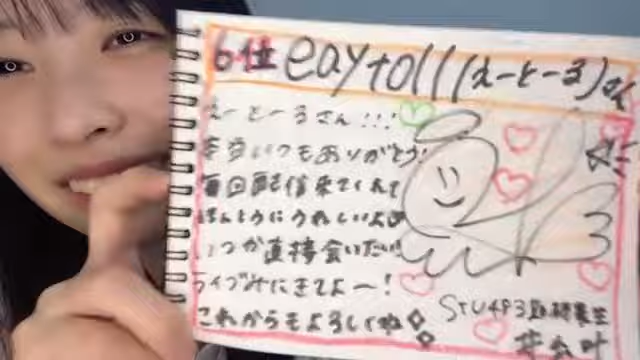 6位 eayto(((えーとーる)さん
えーとーるさん!!!
本当いつもありがとう!
毎回配信来てくれて
ほんとうにうれしいよ
いつか直接会いたい!!
ライブみにきてよー!
これからもよろしくね
STU48 3期研究生